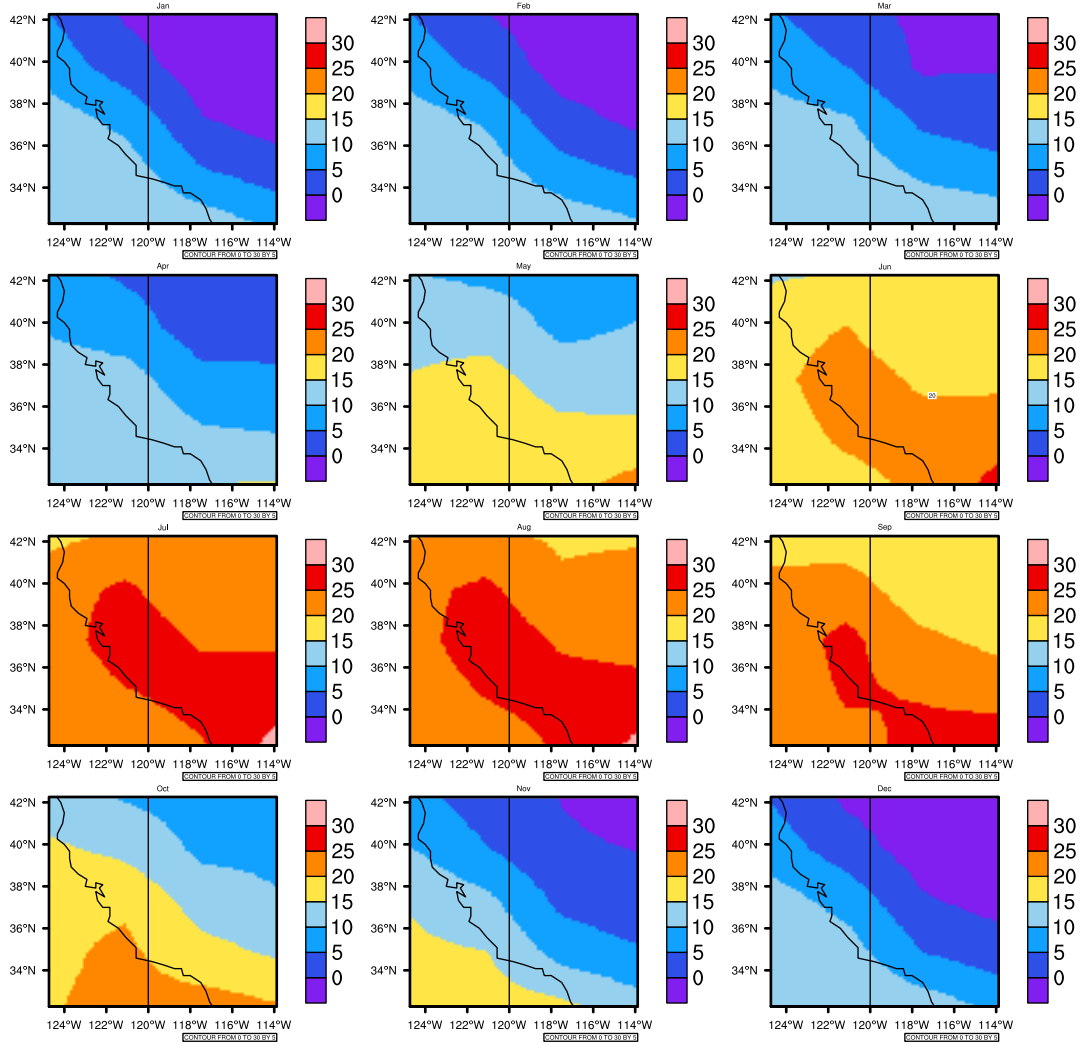 Jan Feb Mar
42°N 42°N 42°N
30 30 30
40°N 25 40°N 25 40°N 25
20 20 20
38°N 15 38°N 15 38°N 15
36°N 10 36°N 10 36°N 10
5 5 5
34°N 0 34°N 0 34°N 0
124°W 122°W 120°W 118°W 116°W 114°W 124°W 122°W 120°W 118°W 116°W 114°W 124°W 122°W 120°W 118°W 116°W 114°W
CONTOUR FROM 0 TO 30 BY 5 CONTOUR FROM 0 TO 30 BY 5 CONTOUR FROM 0 TO 30 BY 5
Apr May Jun
42°N 42°N 42°N
30 30 30
40°N 25 40°N 25 40°N 25
20 20 20
38°N 15 38°N 15 38°N 15
36°N 10 36°N 10 36°N 20 10
5 5 5
34°N 0 34°N 0 34°N 0
124°W 122°W 120°W 118°W 116°W 114°W 124°W 122°W 120°W 118°W 116°W 114°W 124°W 122°W 120°W 118°W 116°W 114°W
CONTOUR FROM 0 TO 30 BY 5 CONTOUR FROM 0 TO 30 BY 5 CONTOUR FROM 0 TO 30 BY 5
Jul Aug Sep
42°N 42°N 42°N
30 30 30
40°N 25 40°N 25 40°N 25
20 20 20
38°N 15 38°N 15 38°N 15
36°N 10 36°N 10 36°N 10
5 5 5
34°N 0 34°N 0 34°N 0
124°W 122°W 120°W 118°W 116°W 114°W 124°W 122°W 120°W 118°W 116°W 114°W 124°W 122°W 120°W 118°W 116°W 114°W
CONTOUR FROM 0 TO 30 BY 5 CONTOUR FROM 0 TO 30 BY 5 CONTOUR FROM 0 TO 30 BY 5
Oct Nov Dec
42°N 42°N 42°N
30 30 30
40°N 25 40°N 25 40°N 25
20 20 20
38°N 15 38°N 15 38°N 15
36°N 10 36°N 10 36°N 10
5 5 5
34°N 0 34°N 0 34°N 0
124°W 122°W 120°W 118°W 116°W 114°W 124°W 122°W 120°W 118°W 116°W 114°W 124°W 122°W 120°W 118°W 116°W 114°W
CONTOUR FROM 0 TO 30 BY 5 CONTOUR FROM 0 TO 30 BY 5 CONTOUR FROM 0 TO 30 BY 5